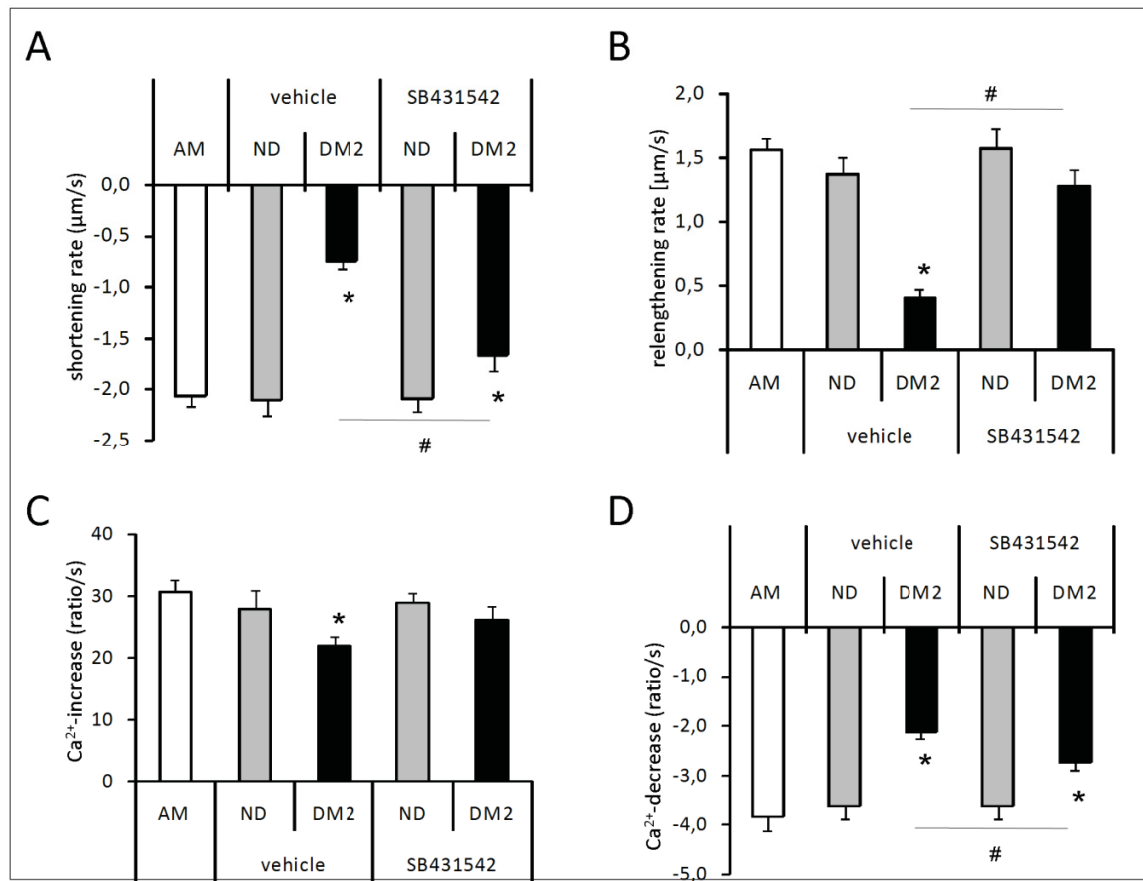 A
vehicle SB431542
AM ND DM2 ND DM2
0,0
-0,5
-1,0
-1,5
-2,0
-2,5
shortening rate (µm/s)
*
*
#
B
2,0
1,5
1,0
0,5
0,0
relengthening rate [µm/s)
#
*
AM ND DM2 ND DM2
vehicle SB431542
C
40
30
20
10
0
Ca²⁺-increase (ratio/s)
*
AM ND DM2 ND DM2
vehicle SB431542
D
vehicle SB431542
AM ND DM2 ND DM2
0,0
-1,0
-2,0
-3,0
-4,0
-5,0
Ca²⁺-decrease (ratio/s)
*
*
#